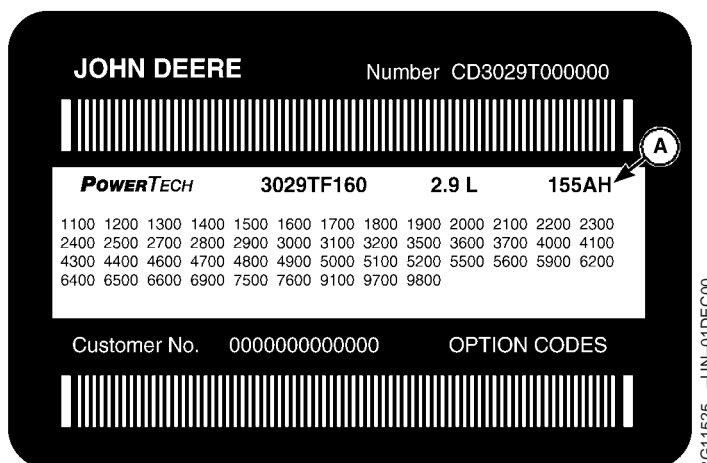 JOHN DEERE Number CD3029T000000
A
POWERTECH 3029TF160 2.9 L 155AH
1100 1200 1300 1400 1500 1600 1700 1800 1900 2000 2100 2200 2300
2400 2500 2700 2800 2900 3000 3100 3200 3500 3600 3700 4000 4100
4300 4400 4600 4700 4800 4900 5000 5100 5200 5500 5600 5900 6200
6400 6500 6600 6900 7500 7600 9100 9700 9800
Customer No. 0000000000000 OPTION CODES
–UN–01DEC00